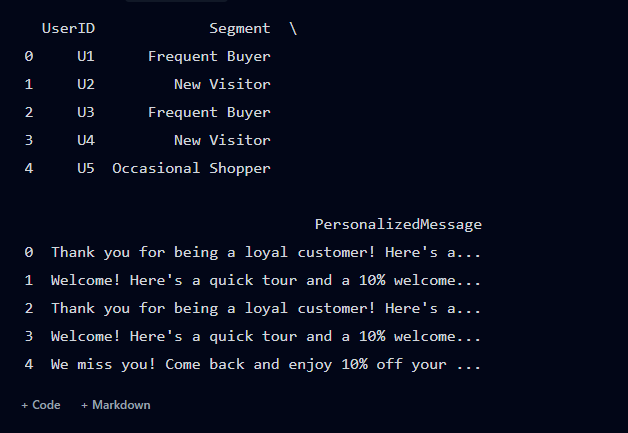 UserID Segment \
0 U1 Frequent Buyer
1 U2 New Visitor
2 U3 Frequent Buyer
3 U4 New Visitor
4 U5 Occasional Shopper
PersonalizedMessage
0 Thank you for being a loyal customer! Here's a...
1 Welcome! Here's a quick tour and a 10% welcome...
2 Thank you for being a loyal customer! Here's a...
3 Welcome! Here's a quick tour and a 10% welcome...
4 We miss you! Come back and enjoy 10% off your ...
+ Code + Markdown